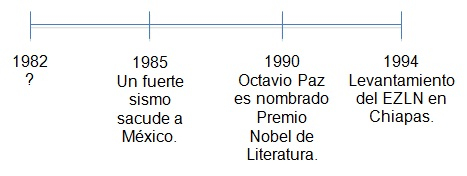 1982
?
1985
Un fuerte
sismo
sacude a
México.
1990
Octavio Paz
es nombrado
Premio
Nobel de
Literatura.
1994
Levantamiento
del EZLN en
Chiapas.